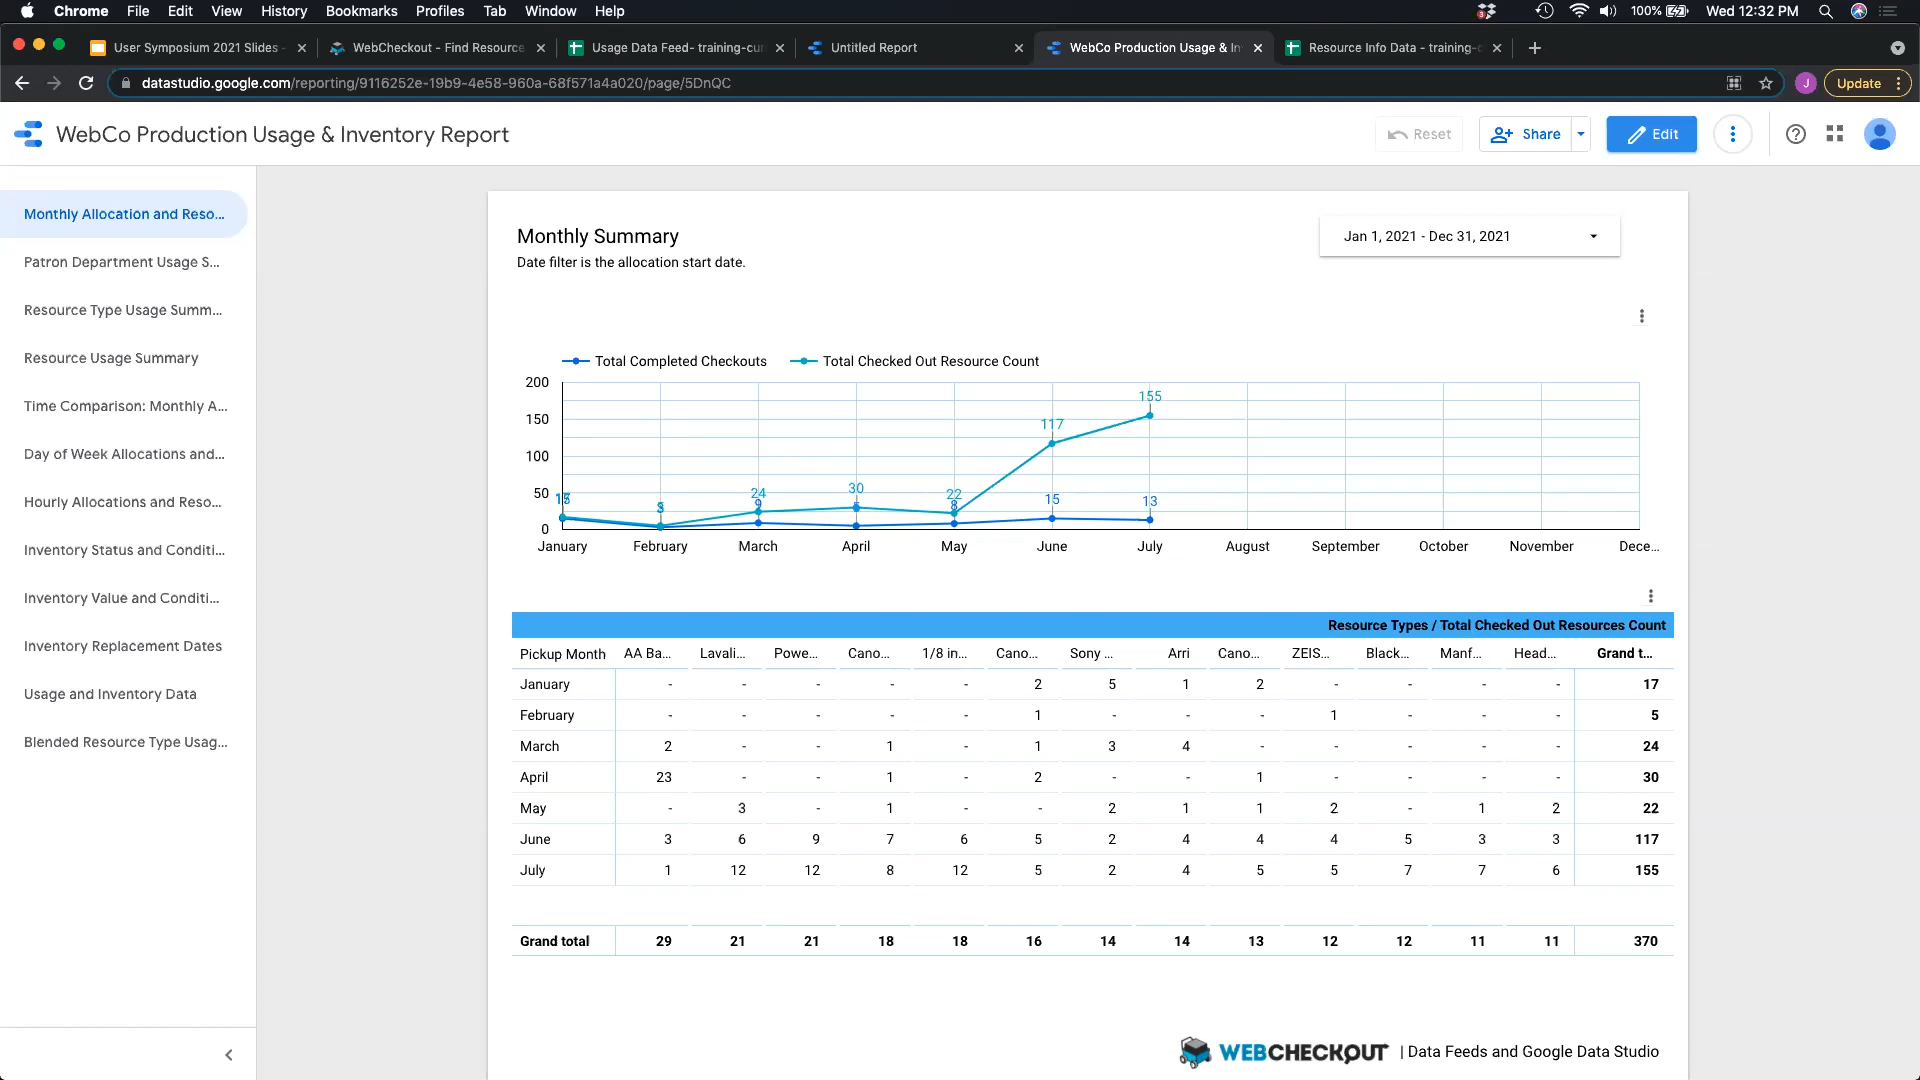 Chrome File Edit View History Bookmarks Profiles Tab Window Help
3 100% Wed 12:32 PM
User Symposium 2021 Slides - WebCheckout - Find Resource Usage Data Feed- training-cur Untitled Report WebCo Production Usage & In Resource Info Data - training-c
datastudio.google.com/reporting/9116252e-19b9-4e58-960a-68f571a4a020/page/5DnQC J Update
WebCo Production Usage & Inventory Report
Reset Share Edit
Monthly Allocation and Reso...
Patron Department Usage S...
Resource Type Usage Summ...
Resource Usage Summary
Time Comparison: Monthly A...
Day of Week Allocations and...
Hourly Allocations and Reso...
Inventory Status and Conditi...
Inventory Value and Conditi...
Inventory Replacement Dates
Usage and Inventory Data
Blended Resource Type Usag...
Monthly Summary
Date filter is the allocation start date.
Jan 1, 2021 - Dec 31, 2021
Total Completed Checkouts Total Checked Out Resource Count
200
150
100
50
0
24 30 22 117 155
9 8 15 13
January February March April May June July August September October November Dece...
Resource Types / Total Checked Out Resources Count
Pickup Month AA Ba... Lavali... Powe... Cano... 1/8 in... Cano... Sony ... Arri Cano... ZEIS... Black... Manf... Head... Grand t...
January - - - - - 2 5 1 2 - - - - 17
February - - - - - 1 - - - 1 - - - 5
March 2 - - 1 - 1 3 4 - - - - - 24
April 23 - - 1 - 2 - - 1 - - - - 30
May - 3 - 1 - - 2 1 1 2 - 1 2 22
June 3 6 9 7 6 5 2 4 4 4 5 3 3 117
July 1 12 12 8 12 5 2 4 5 5 7 7 6 155
Grand total 29 21 21 18 18 16 14 14 13 12 12 11 11 370
WEBCHECKOUT | Data Feeds and Google Data Studio